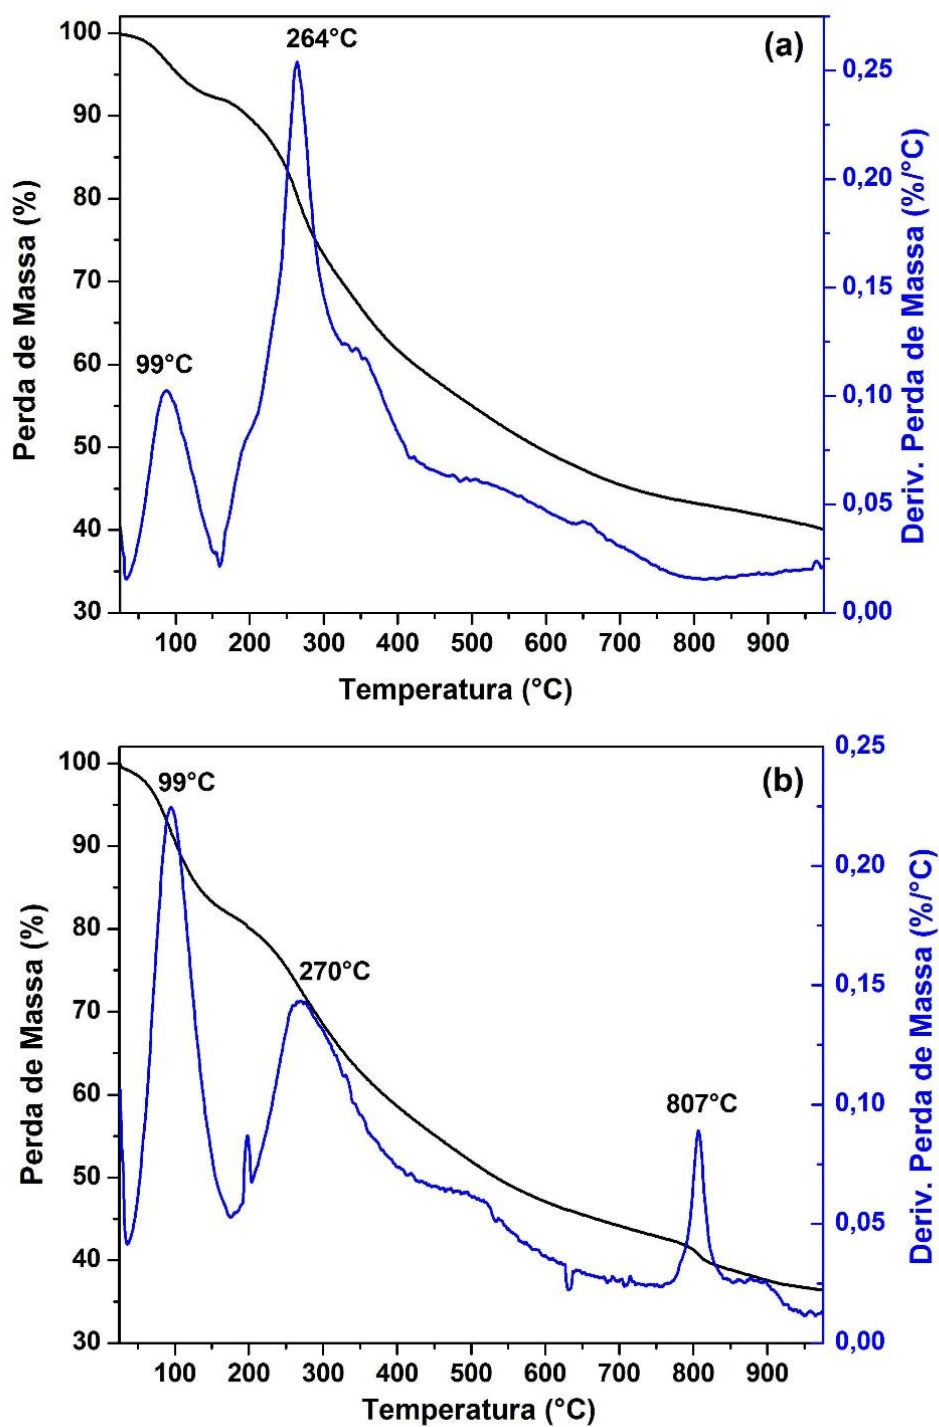 (a)
264°C
99°C
100
90
80
70
60
50
40
30
Perda de Massa (%)
0,25
0,20
0,15
0,10
0,05
0,00
Deriv. Perda de Massa (%/°C)
100 200 300 400 500 600 700 800 900
Temperatura (°C)
(b)
99°C
270°C
807°C
100
90
80
70
60
50
40
30
Perda de Massa (%)
0,25
0,20
0,15
0,10
0,05
0,00
Deriv. Perda de Massa (%/°C)
100 200 300 400 500 600 700 800 900
Temperatura (°C)